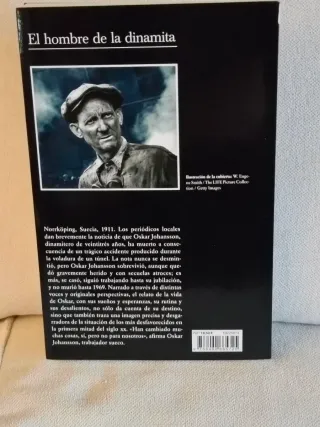 El hombre de la dinamita
Ilustración de la cubierta: W. Euge-
ne Smith / The LIFE Picture Collec-
tion / Getty Images
Norrköping, Suecia, 1911. Los periódicos locales
dan brevemente la noticia de que Oskar Johansson,
dinamitero de veintitrés años, ha muerto a conse-
cuencia de un trágico accidente producido durante
la voladura de un túnel. La nota nunca se desmin-
tió, pero Oskar Johansson sobrevivió, aunque que-
dó gravemente herido y con secuelas atroces; es
más, se casó, siguió trabajando hasta su jubilación,
y no murió hasta 1969. Narrado a través de distintas
voces y originales perspectivas, el relato de la vida
de Oskar, con sus sueños y esperanzas, su rutina y
sus desalientos, no sólo da cuenta de su destino,
sino que también traza una imagen precisa y desga-
rradora de la situación de los más desfavorecidos en
la primera mitad del siglo XX. «Han cambiado mu-
chas cosas, sí, pero no para nosotros», afirma Oskar
Johansson, trabajador sueco.